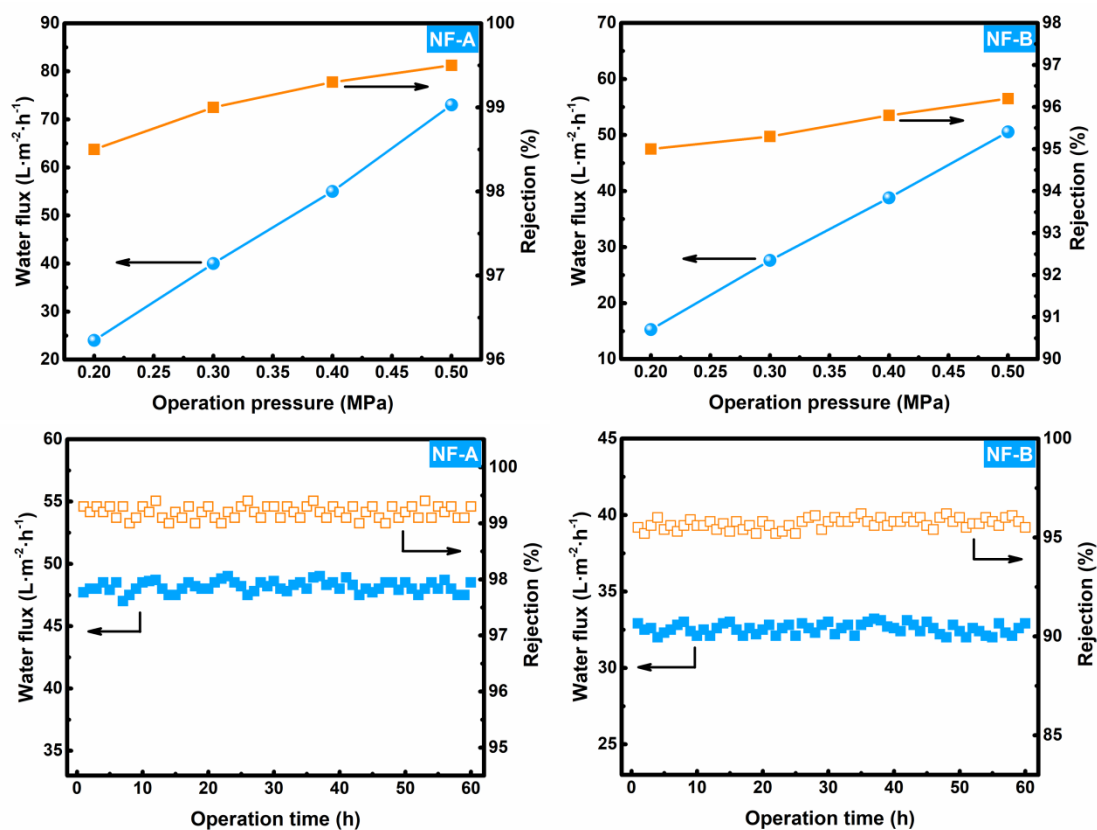 NF-A
Water flux (L·m⁻²·h⁻¹)
90
80
70
60
50
40
30
20
100
99
98
97
96
Rejection (%)
0.20 0.25 0.30 0.35 0.40 0.45 0.50
Operation pressure (MPa)
NF-B
Water flux (L·m⁻²·h⁻¹)
70
60
50
40
30
20
10
98
97
96
95
94
93
92
91
90
Rejection (%)
0.20 0.25 0.30 0.35 0.40 0.45 0.50
Operation pressure (MPa)
NF-A
Water flux (L·m⁻²·h⁻¹)
60
55
50
45
40
35
100
99
98
97
96
95
Rejection (%)
0 10 20 30 40 50 60
Operation time (h)
NF-B
Water flux (L·m⁻²·h⁻¹)
45
40
35
30
25
100
95
90
85
Rejection (%)
0 10 20 30 40 50 60
Operation time (h)